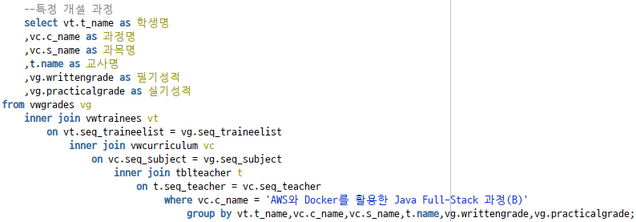 --특정 개설 과정
select vt.t_name as 학생명
,vc.c_name as 과정명
,vc.s_name as 과목명
,t.name as 교사명
,vg.writtengrade as 필기성적
,vg.practicalgrade as 실기성적
from vwgrades vg
inner join vwtrainees vt
on vt.seq_traineelist = vg.seq_traineelist
inner join vwcurriculum vc
on vc.seq_subject = vg.seq_subject
inner join tblteacher t
on t.seq_teacher = vc.seq_teacher
where vc.c_name = 'AWS와 Docker를 활용한 Java Full-Stack 과정(B)'
group by vt.t_name,vc.c_name,vc.s_name,t.name,vg.writtengrade,vg.practicalgrade;